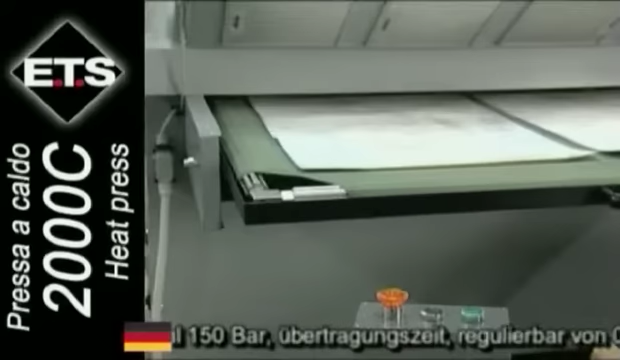 E.T.S
Pressa a caldo
2000C
Heat press
150 Bar, übertragungszeit, regulierbar von